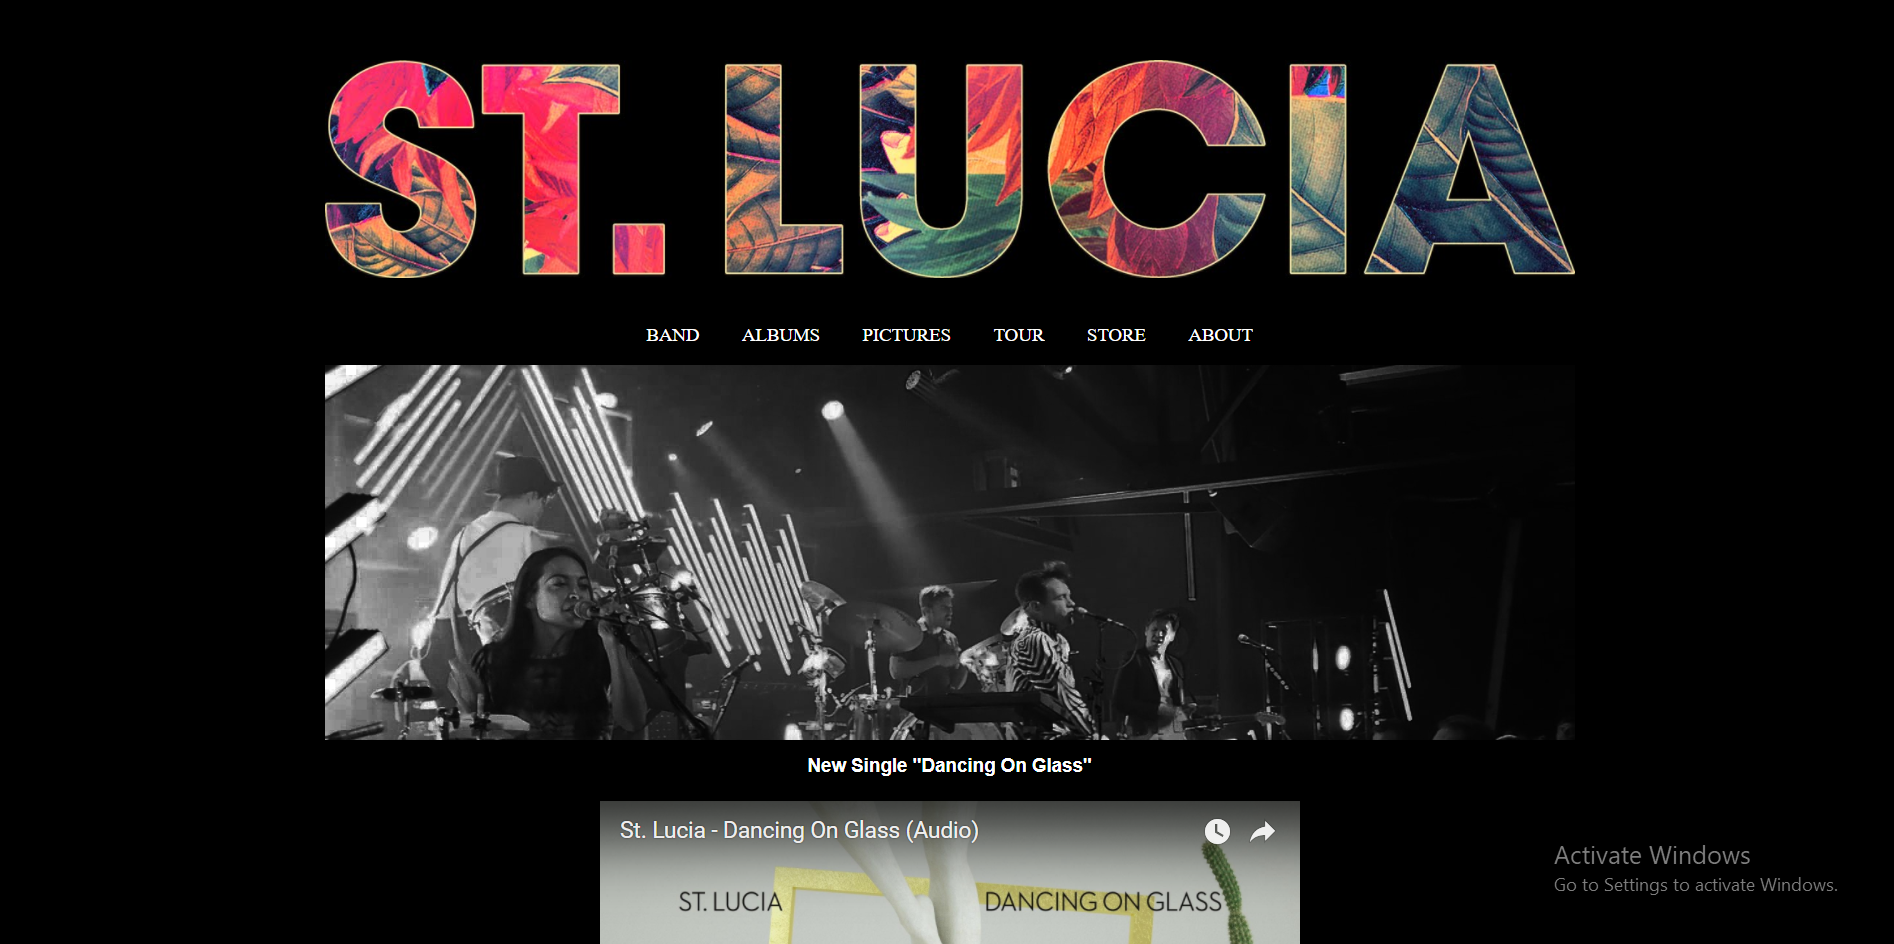 ST. LUCIA
BAND ALBUMS PICTURES TOUR STORE ABOUT
New Single "Dancing On Glass"
St. Lucia - Dancing On Glass (Audio)
ST. LUCIA DANCING ON GLASS
Activate Windows
Go to Settings to activate Windows.